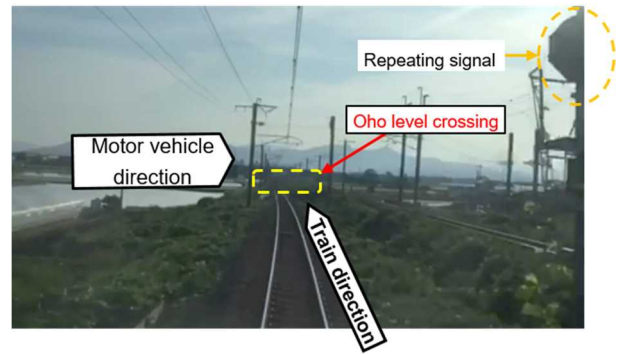 Repeating signal
Oho level crossing
Motor vehicle
direction
Train direction